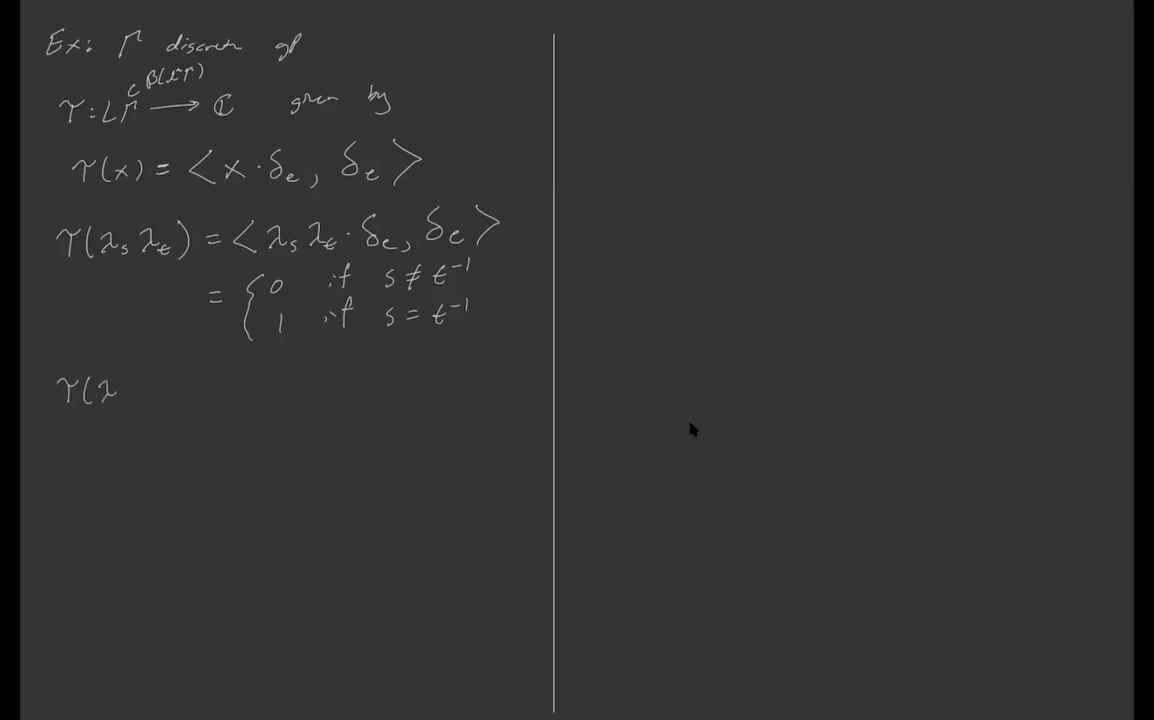 Ex: Γ discrete gp
⊂ B(ℓ²Γ)
τ: LΓ → ℂ given by
τ(x) = ⟨x · δ_e, δ_e⟩
τ(λ_s λ_t) = ⟨λ_s λ_t · δ_e, δ_e⟩
= { 0 if s ≠ t⁻¹
1 if s = t⁻¹
τ(λ